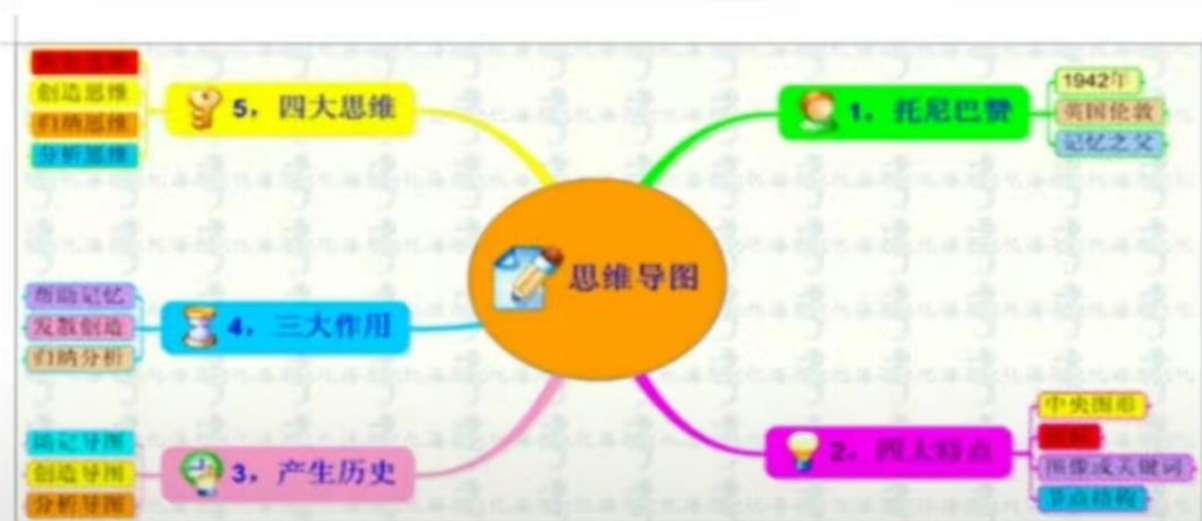 思维导图
1，托尼巴赞
1942年
英国伦敦
记忆之父
2，四大特点
中央图形
图像或关键词
节点结构
3，产生历史
速记导图
创造导图
分析导图
4，三大作用
帮助记忆
发散创造
归纳分析
5，四大思维
创造思维
归纳思维
分析思维